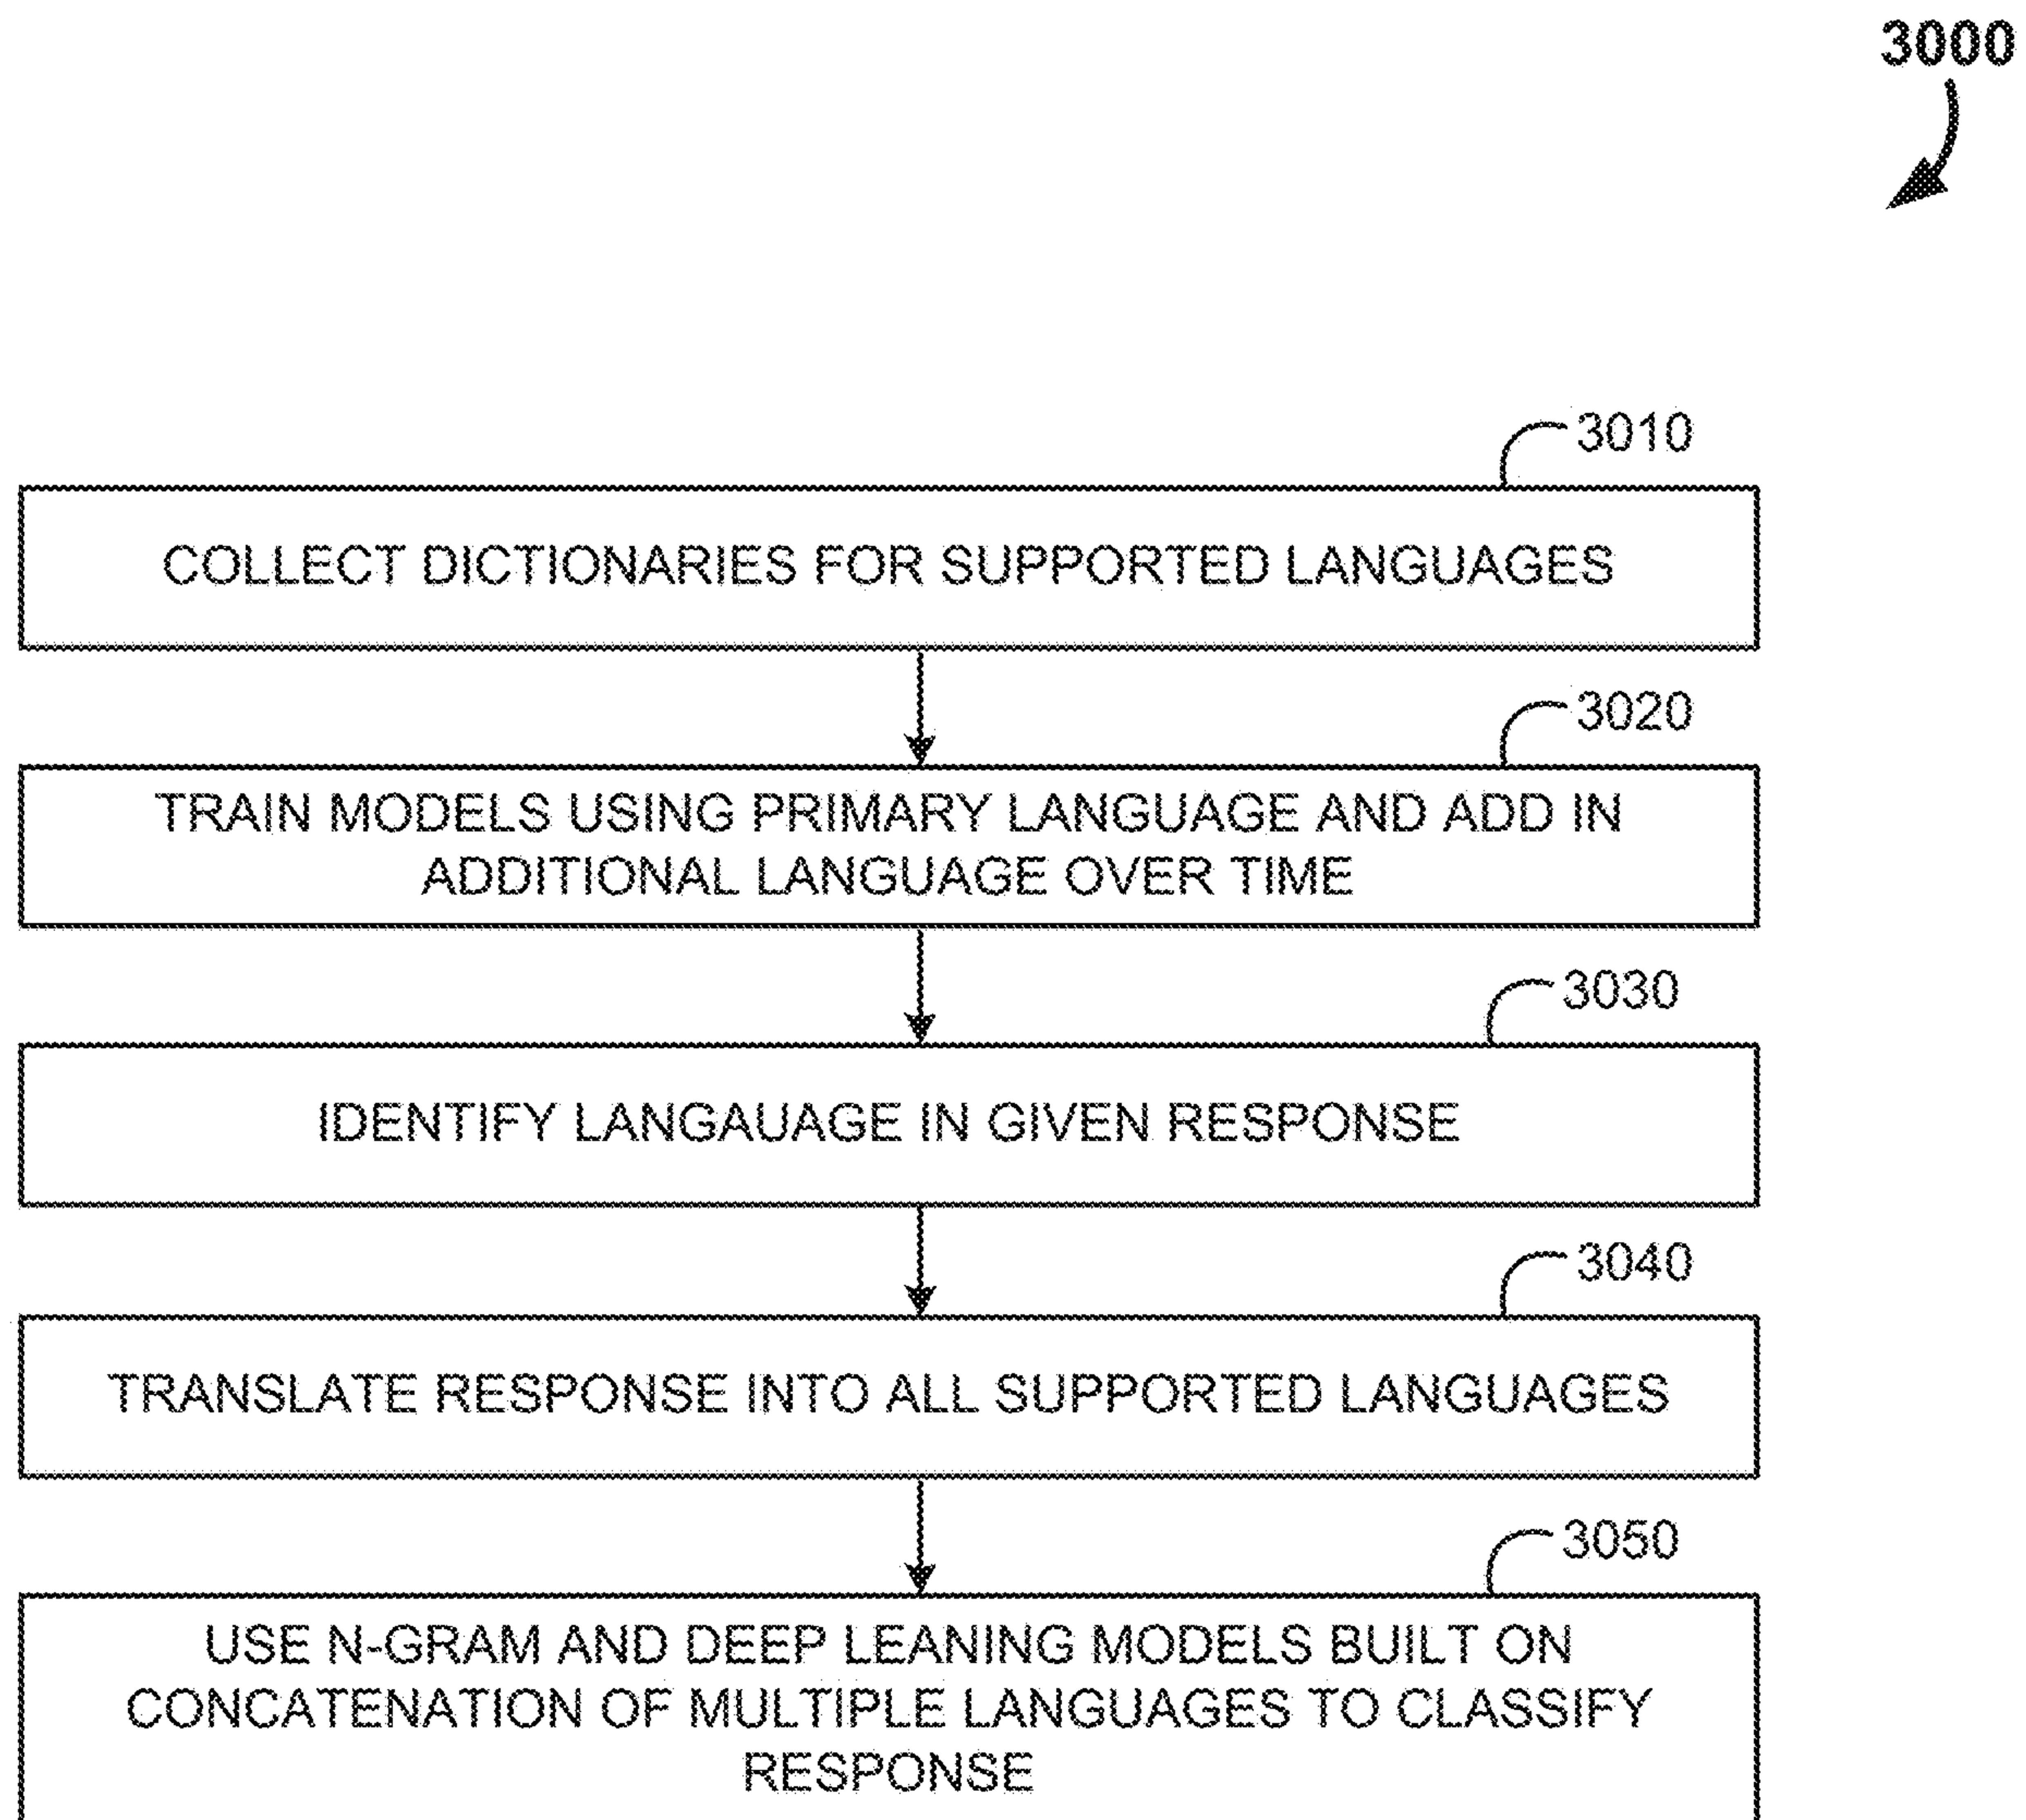 3000
3010
COLLECT DICTIONARIES FOR SUPPORTED LANGUAGES
3020
TRAIN MODELS USING PRIMARY LANGUAGE AND ADD IN
ADDITIONAL LANGUAGE OVER TIME
3030
IDENTIFY LANGAUAGE IN GIVEN RESPONSE
3040
TRANSLATE RESPONSE INTO ALL SUPPORTED LANGUAGES
3050
USE N-GRAM AND DEEP LEANING MODELS BUILT ON
CONCATENATION OF MULTIPLE LANGUAGES TO CLASSIFY
RESPONSE